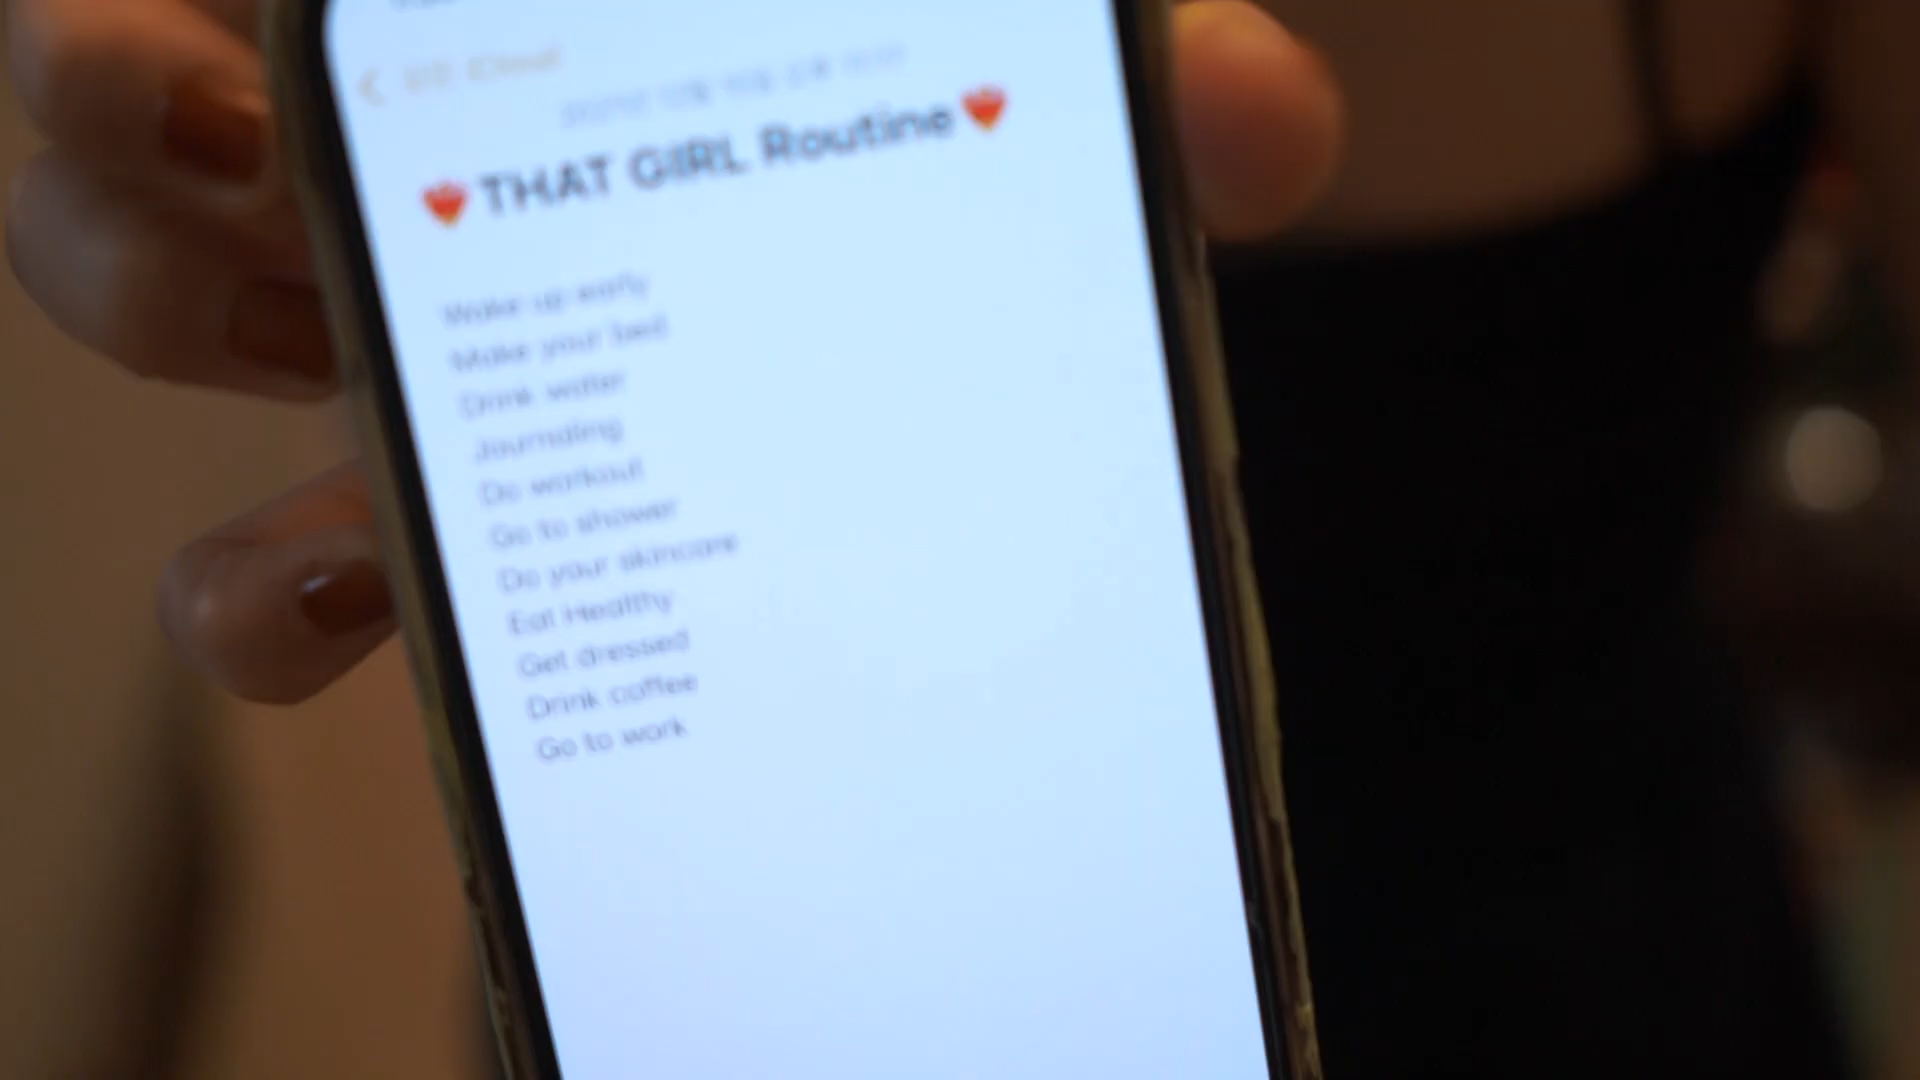 iCloud
❤️‍🔥 THAT GIRL Routine ❤️‍🔥
Wake up early
Make your bed
Drink water
Journaling
Do workout
Go to shower
Do your skincare
Eat Healthy
Get dressed
Drink coffee
Go to work